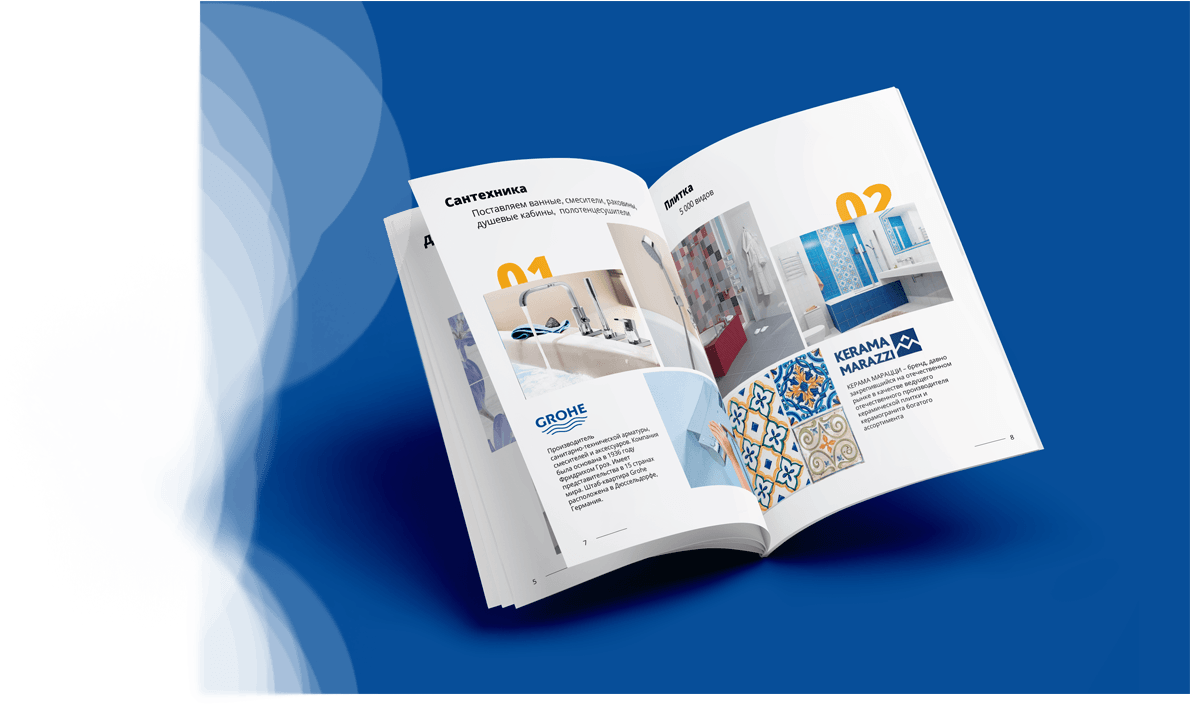 Сантехника
Поставляем ванные, смесители, раковины,
душевые кабины, полотенцесушители
01
GROHE
Производитель
санитарно-технической арматуры,
смесителей и аксессуаров. Компания
была основана в 1936 году
Фридрихом Гроэ. Имеет
представительства в 15 странах
мира. Штаб-квартира Grohe
расположена в Дюссельдорфе,
Германия.
7
5
Плитка
5 000 видов
02
KERAMA
MARAZZI
КЕРАМА МАРАЦЦИ – бренд, давно
закрепившийся на отечественном
рынке в качестве ведущего
отечественного производителя
керамической плитки и
керамогранита богатого
ассортимента
8